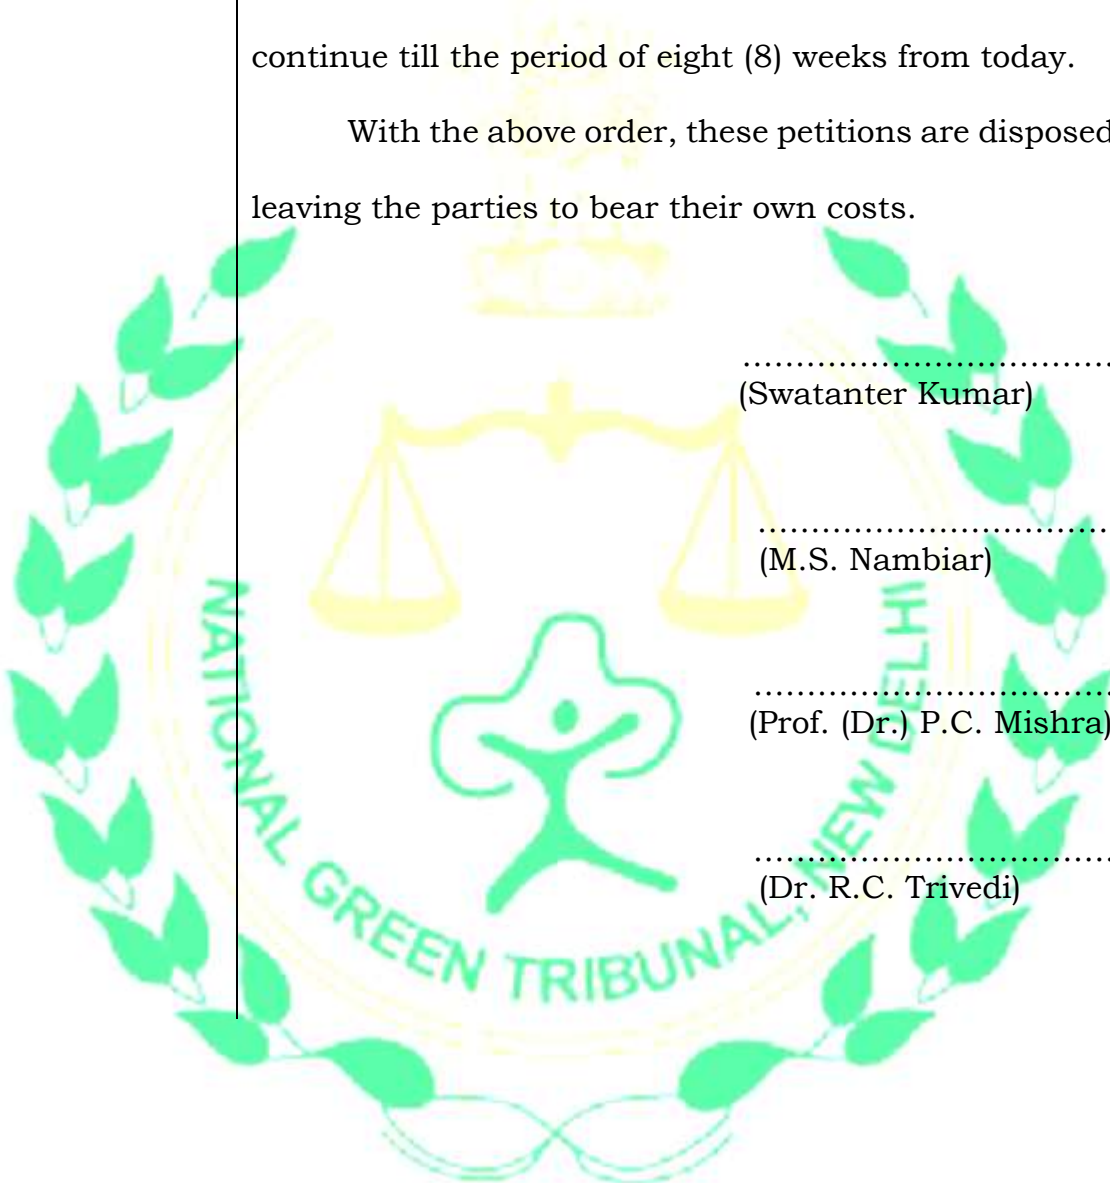 continue till the period of eight (8) weeks from today.
With the above order, these petitions are disposed
leaving the parties to bear their own costs.
.................................
(Swatanter Kumar)
.................................
(M.S. Nambiar)
.................................
(Prof. (Dr.) P.C. Mishra)
.................................
(Dr. R.C. Trivedi)
NATIONAL GREEN TRIBUNAL, NEW DELHI